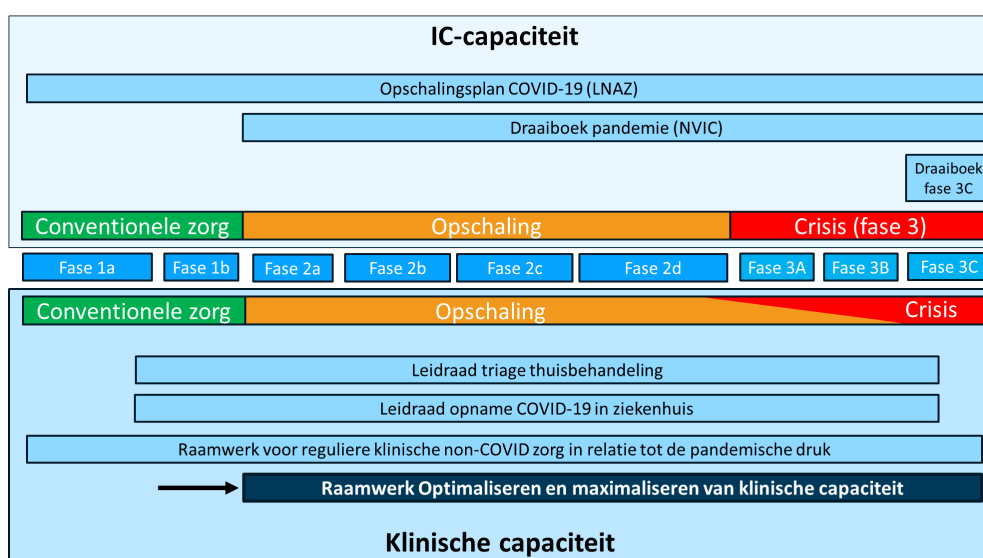 IC-capaciteit
Opschalingsplan COVID-19 (LNAZ)
Draaiboek pandemie (NVIC)
Draaiboek
fase 3C
Conventionele zorg
Opschaling
Crisis (fase 3)
Fase 1a
Fase 1b
Fase 2a
Fase 2b
Fase 2c
Fase 2d
Fase 3A
Fase 3B
Fase 3C
Conventionele zorg
Opschaling
Crisis
Leidraad triage thuisbehandeling
Leidraad opname COVID-19 in ziekenhuis
Raamwerk voor reguliere klinische non-COVID zorg in relatie tot de pandemische druk
Raamwerk Optimaliseren en maximaliseren van klinische capaciteit
Klinische capaciteit